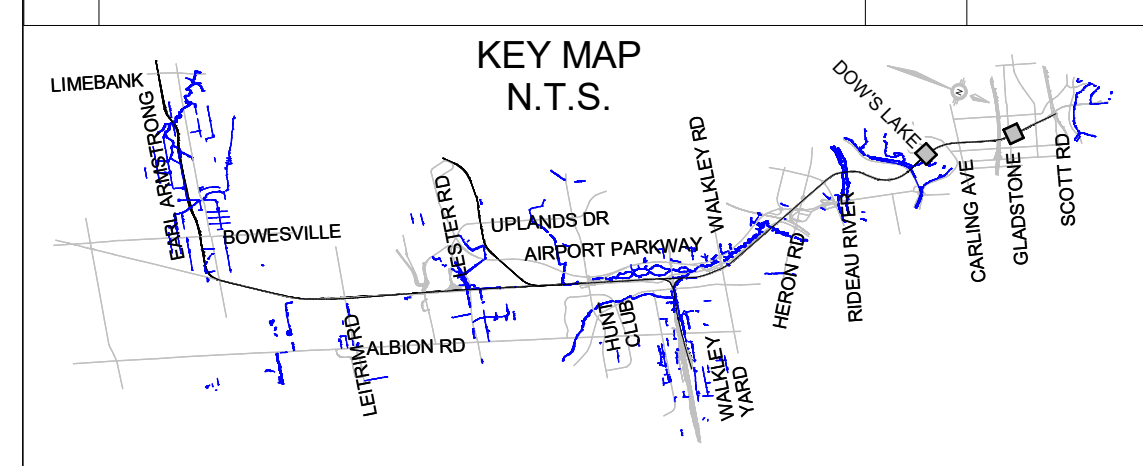 KEY MAP
N.T.S.
LIMEBANK
EARL ARMSTRONG
BOWESVILLE
LEITRIM RD
ALBION RD
LESTER RD
UPLANDS DR
AIRPORT PARKWAY
HUNT
CLUB
WALKLEY RD
WALKLEY
YARD
HERON RD
RIDEAU RIVER
DOW'S LAKE
N
CARLING AVE
GLADSTONE
SCOTT RD